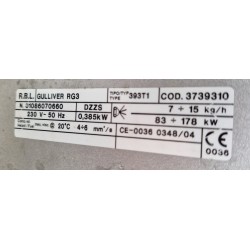 R.B.L. GULLIVER RG3 TIPO/TYP TYPE 393T1 COD. 3739310
N. 21086070660 DZZS 7 ÷ 15 kg/h
230 V - 50 Hz 0,385kW 83 ÷ 178 kW
@ 20°C 4÷6 mm²/s CE-0036 0348/04 CE
0036